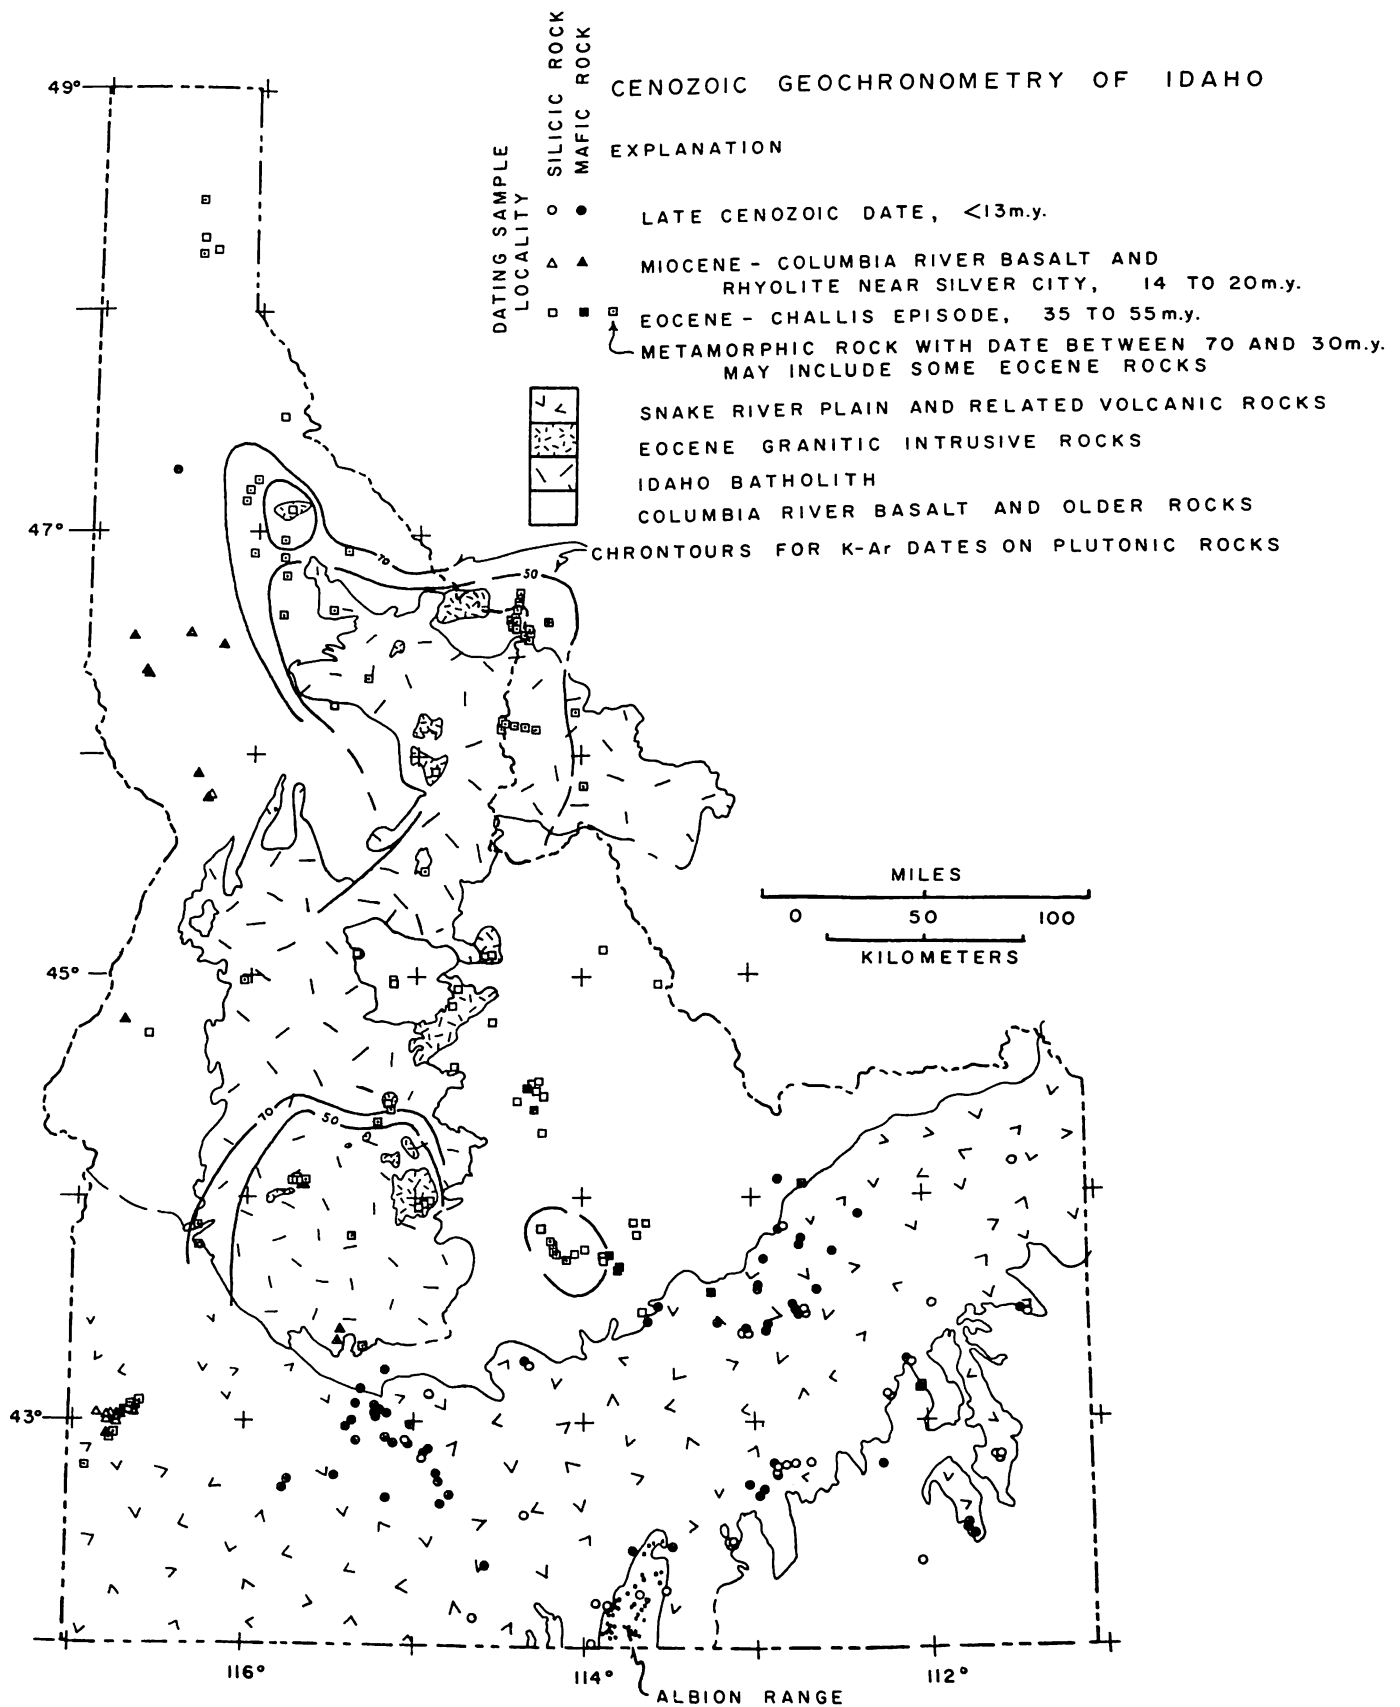 CENOZOIC GEOCHRONOMETRY OF IDAHO
EXPLANATION
DATING SAMPLE
LOCALITY
SILICIC ROCK
MAFIC ROCK
LATE CENOZOIC DATE, <13m.y.
MIOCENE - COLUMBIA RIVER BASALT AND
RHYOLITE NEAR SILVER CITY, 14 TO 20m.y.
EOCENE - CHALLIS EPISODE, 35 TO 55m.y.
METAMORPHIC ROCK WITH DATE BETWEEN 70 AND 30m.y.
MAY INCLUDE SOME EOCENE ROCKS
SNAKE RIVER PLAIN AND RELATED VOLCANIC ROCKS
EOCENE GRANITIC INTRUSIVE ROCKS
IDAHO BATHOLITH
COLUMBIA RIVER BASALT AND OLDER ROCKS
CHRONTOURS FOR K-Ar DATES ON PLUTONIC ROCKS
49°
47°
70
50
MILES
0 50 100
KILOMETERS
45°
70
50
43°
116°
114°
112°
ALBION RANGE